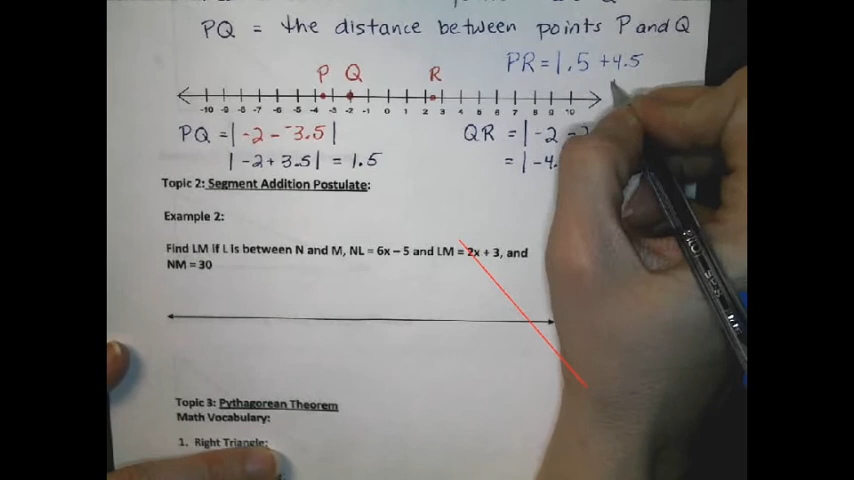 PQ = the distance between points P and Q
PR = 1.5 + 4.5
P Q R
-10 -9 -8 -7 -6 -5 -4 -3 -2 -1 0 1 2 3 4 5 6 7 8 9 10
PQ = |-2 - -3.5|
QR = |-2 -
|-2 + 3.5| = 1.5
= |-4.
Topic 2: Segment Addition Postulate:
Example 2:
Find LM if L is between N and M, NL = 6x – 5 and LM = 2x + 3, and
NM = 30
Topic 3: Pythagorean Theorem
Math Vocabulary:
1. Right Triangle: